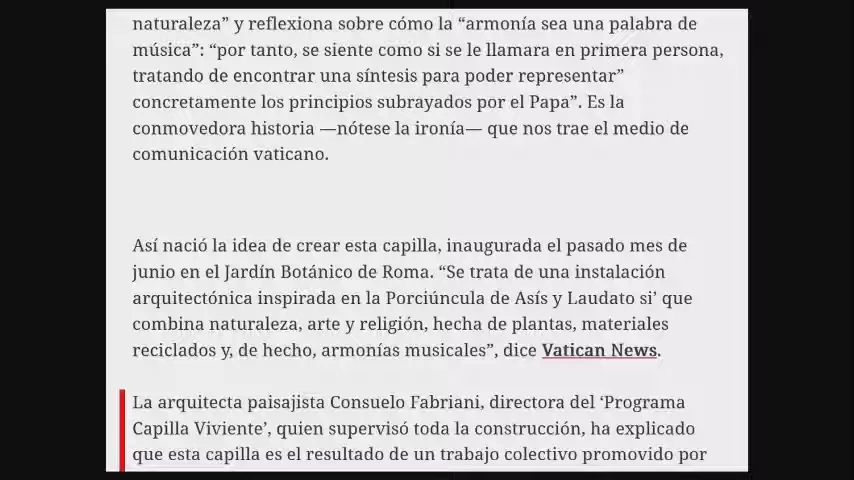 naturaleza” y reflexiona sobre cómo la “armonía sea una palabra de
música”: “por tanto, se siente como si se le llamara en primera persona,
tratando de encontrar una síntesis para poder representar”
concretamente los principios subrayados por el Papa”. Es la
conmovedora historia —nótese la ironía— que nos trae el medio de
comunicación vaticano.
Así nació la idea de crear esta capilla, inaugurada el pasado mes de
junio en el Jardín Botánico de Roma. “Se trata de una instalación
arquitectónica inspirada en la Porciúncula de Asís y Laudato si’ que
combina naturaleza, arte y religión, hecha de plantas, materiales
reciclados y, de hecho, armonías musicales”, dice Vatican News.
La arquitecta paisajista Consuelo Fabriani, directora del ‘Programa
Capilla Viviente’, quien supervisó toda la construcción, ha explicado
que esta capilla es el resultado de un trabajo colectivo promovido por